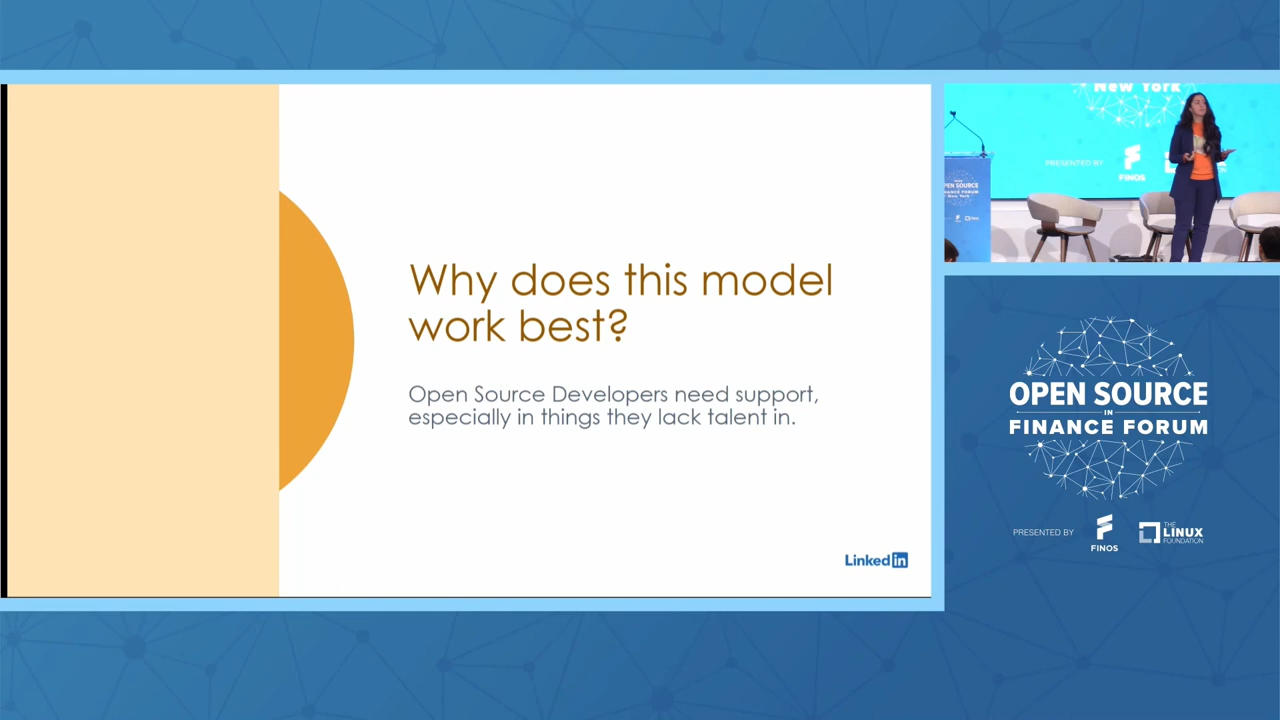 Why does this model
work best?
Open Source Developers need support,
especially in things they lack talent in.
LinkedIn
New York
PRESENTED BY
FINOS
OPEN SOURCE
IN
FINANCE FORUM
PRESENTED BY
FINOS
THE
LINUX
FOUNDATION